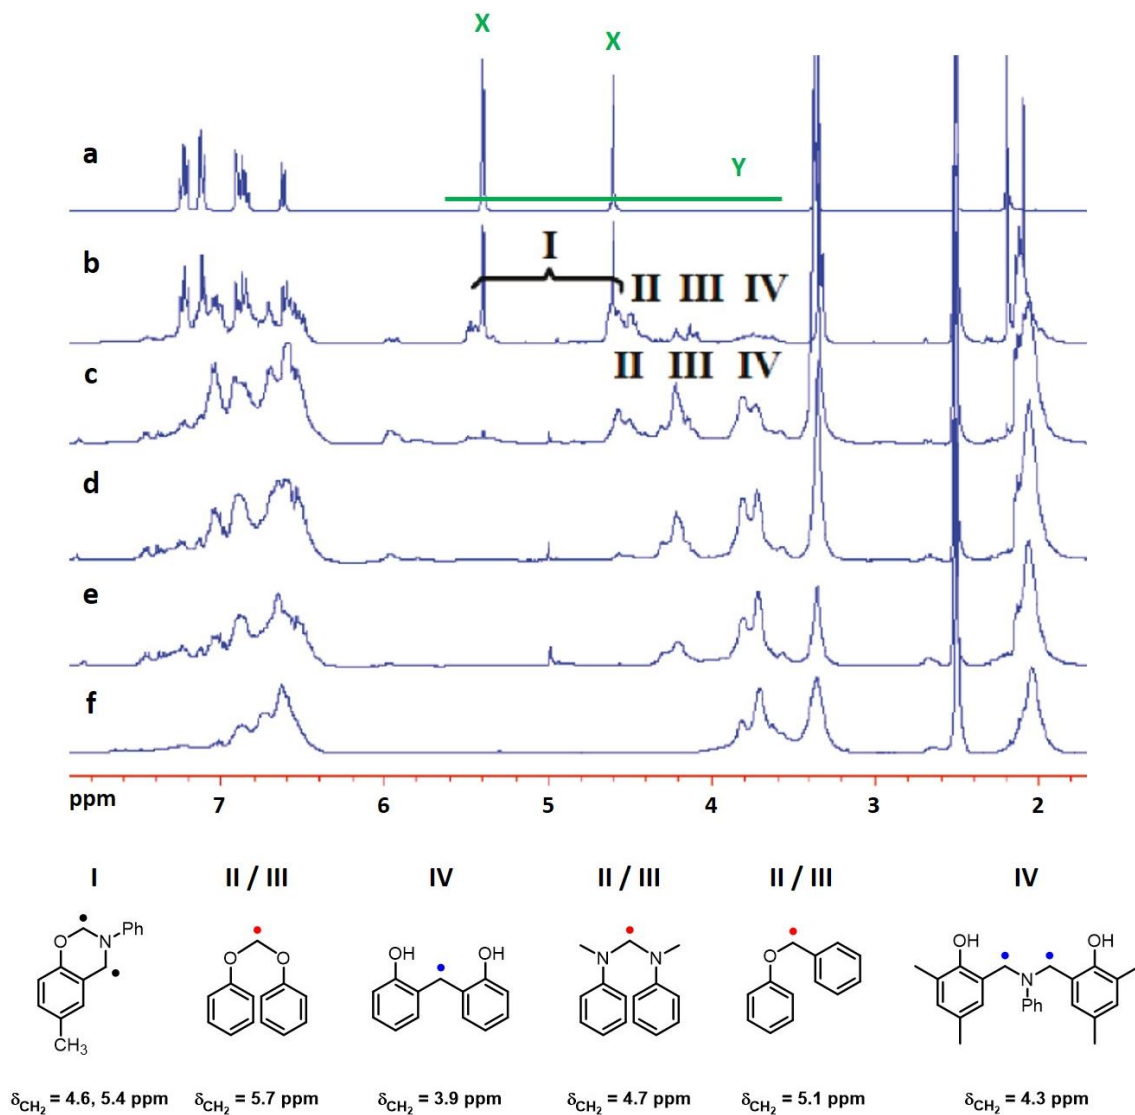 X
X
a
Y
b
I
II III IV
c
II III IV
d
e
f
ppm 7 6 5 4 3 2
I II / III IV II / III II / III IV
O N Ph CH₃
O O
OH OH
N N
O
OH OH N Ph
δCH₂ = 4.6, 5.4 ppm δCH₂ = 5.7 ppm δCH₂ = 3.9 ppm δCH₂ = 4.7 ppm δCH₂ = 5.1 ppm δCH₂ = 4.3 ppm